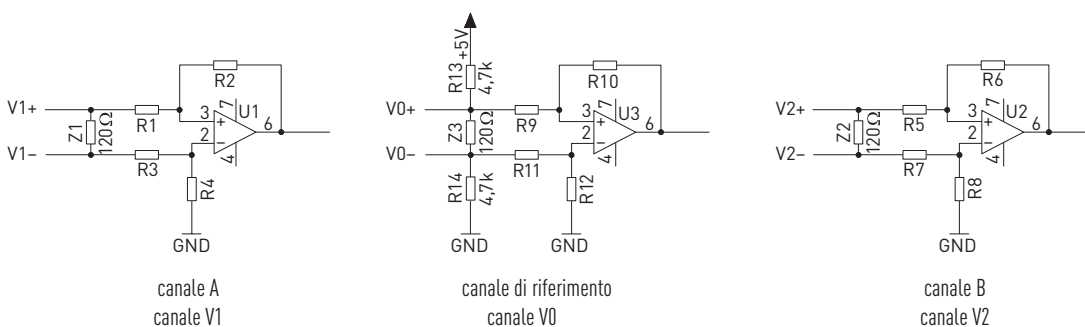 V1+
V1–
Z1
120Ω
R1
R2
R3
R4
3
2
7
4
6
U1
GND
canale A
canale V1
+5V
R13
4,7k
V0+
V0–
Z3
120Ω
R9
R10
R11
R12
R14
4,7k
3
2
7
4
6
U3
GND
GND
canale di riferimento
canale V0
V2+
V2–
Z2
120Ω
R5
R6
R7
R8
3
2
7
4
6
U2
GND
canale B
canale V2